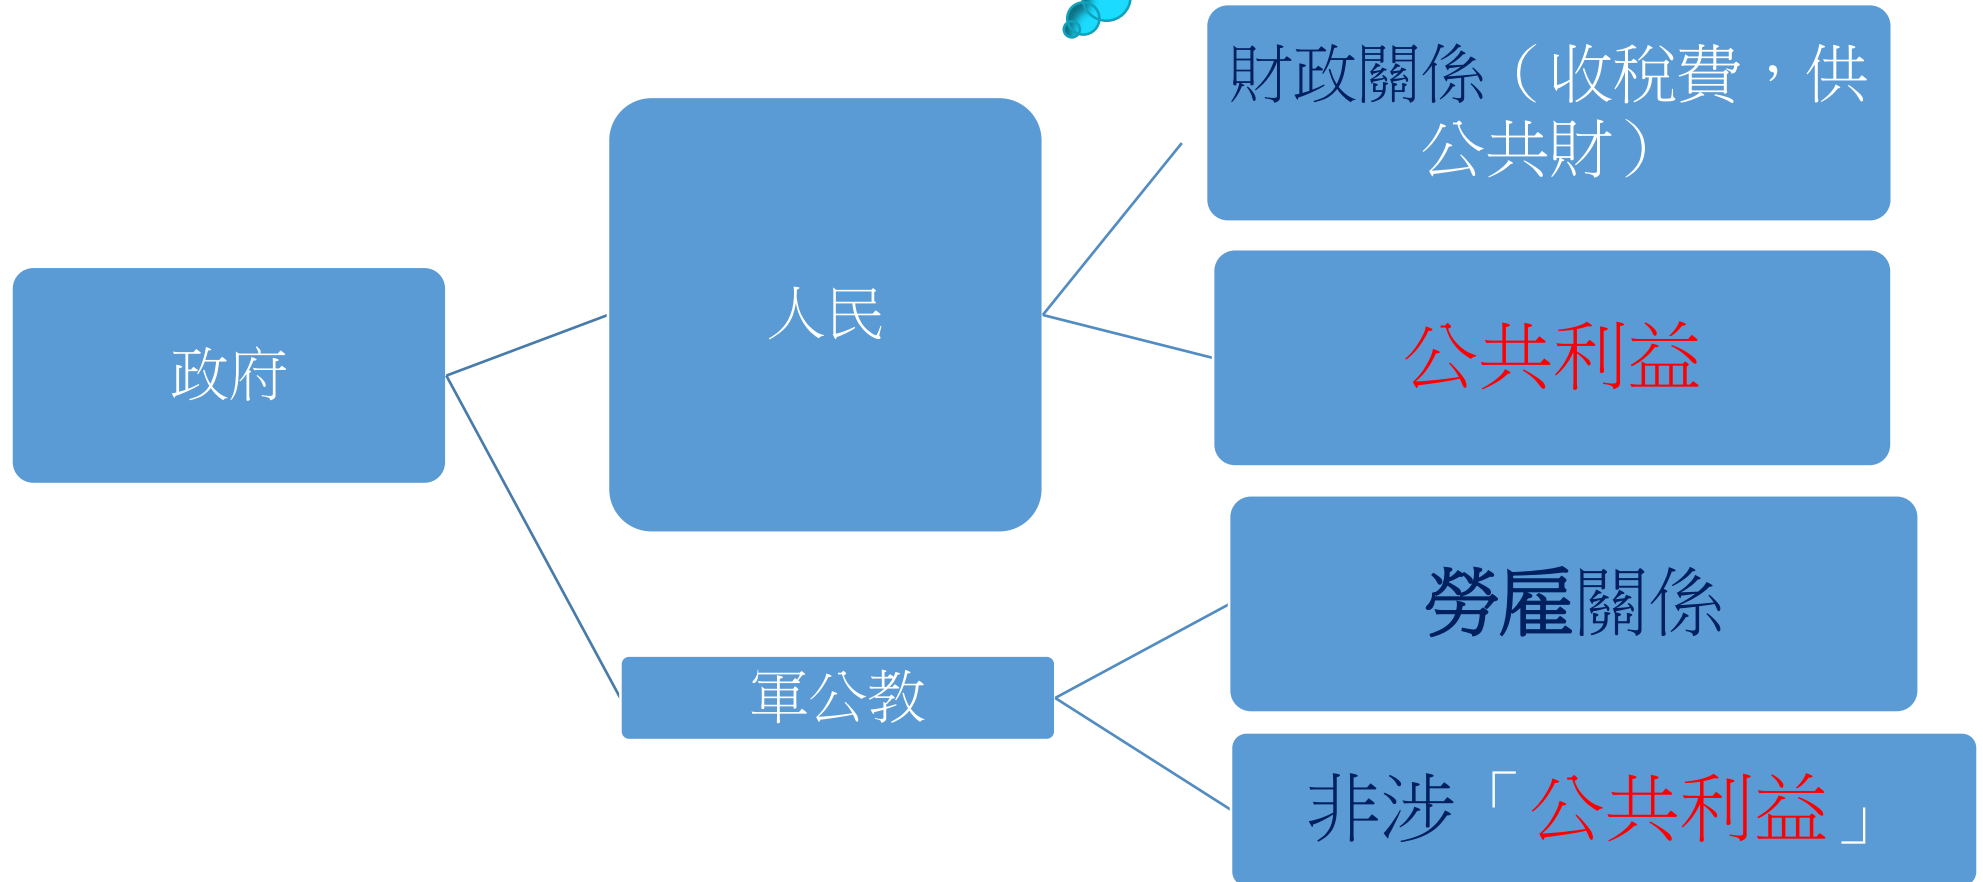 政府
人民
財政關係（收稅費，供
公共財）
公共利益
軍公教
勞雇關係
非涉「公共利益」